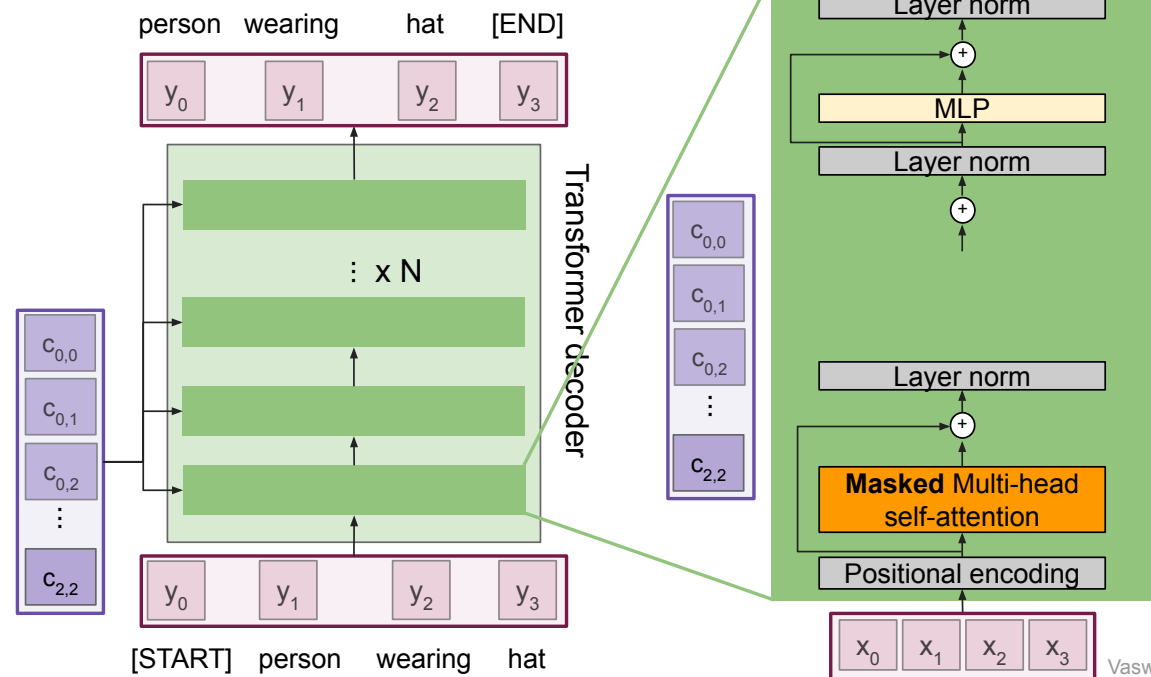 person wearing hat [END]
y0 y1 y2 y3
Transformer decoder
⋮ x N
c0,0
c0,1
c0,2
⋮
c2,2
y0 y1 y2 y3
[START] person wearing hat
Layer norm
+
MLP
Layer norm
+
c0,0
c0,1
c0,2
⋮
c2,2
Layer norm
+
Masked Multi-head
self-attention
Positional encoding
x0 x1 x2 x3